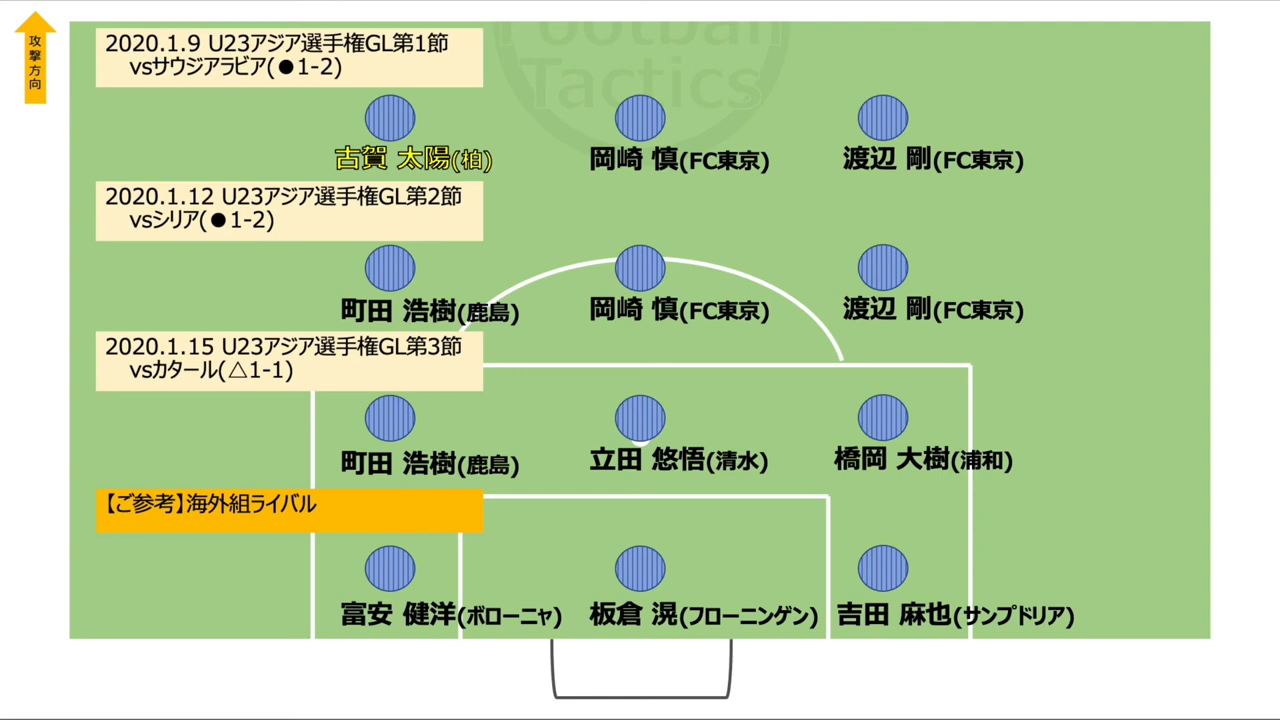 攻撃方向
Football
Tactics
2020.1.9 U23アジア選手権GL第1節
vsサウジアラビア(●1-2)
古賀 太陽(柏)
岡崎 慎(FC東京)
渡辺 剛(FC東京)
2020.1.12 U23アジア選手権GL第2節
vsシリア(●1-2)
町田 浩樹(鹿島)
岡崎 慎(FC東京)
渡辺 剛(FC東京)
2020.1.15 U23アジア選手権GL第3節
vsカタール(△1-1)
町田 浩樹(鹿島)
立田 悠悟(清水)
橋岡 大樹(浦和)
【ご参考】海外組ライバル
富安 健洋(ボローニャ)
板倉 滉(フローニンゲン)
吉田 麻也(サンプドリア)